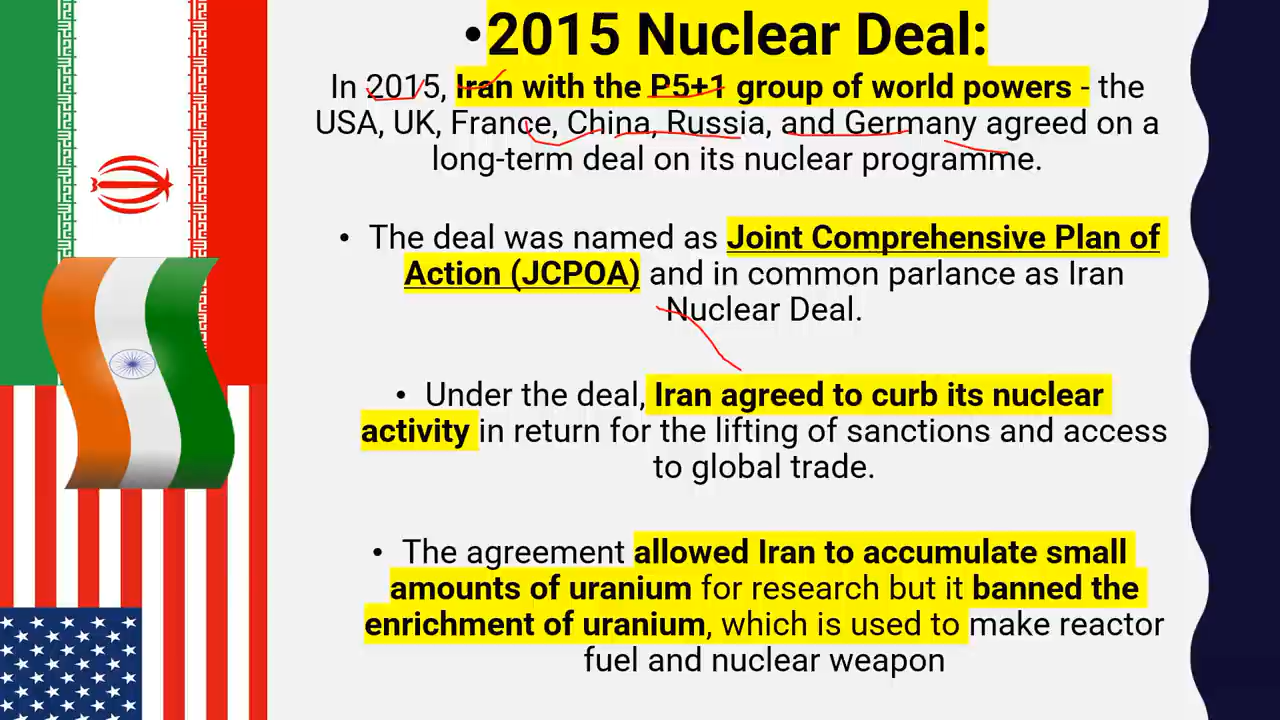 •2015 Nuclear Deal:
In 2015, Iran with the P5+1 group of world powers - the
USA, UK, France, China, Russia, and Germany agreed on a
long-term deal on its nuclear programme.
• The deal was named as Joint Comprehensive Plan of
Action (JCPOA) and in common parlance as Iran
Nuclear Deal.
• Under the deal, Iran agreed to curb its nuclear
activity in return for the lifting of sanctions and access
to global trade.
• The agreement allowed Iran to accumulate small
amounts of uranium for research but it banned the
enrichment of uranium, which is used to make reactor
fuel and nuclear weapon